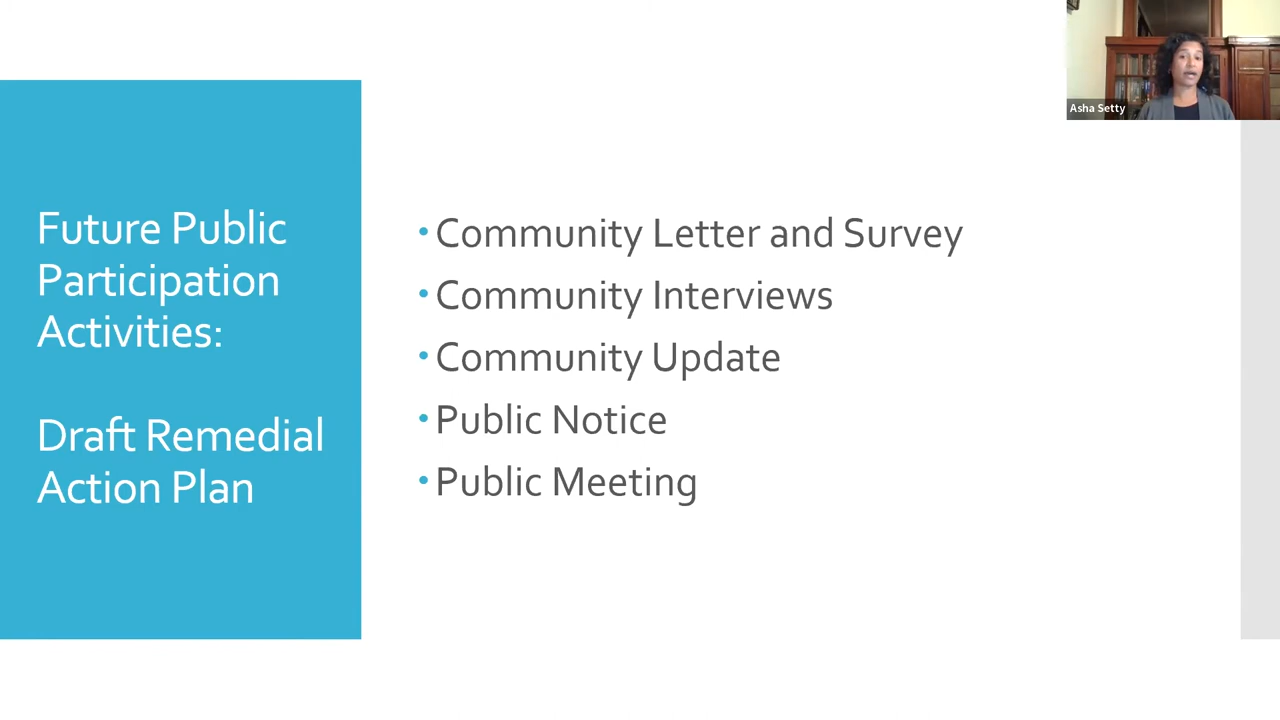 Asha Setty
Future Public
Participation
Activities:
Draft Remedial
Action Plan
• Community Letter and Survey
• Community Interviews
• Community Update
• Public Notice
• Public Meeting